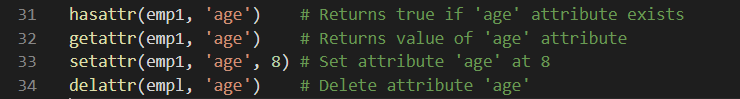 31 hasattr(emp1, 'age') # Returns true if 'age' attribute exists
32 getattr(emp1, 'age') # Returns value of 'age' attribute
33 setattr(emp1, 'age', 8) # Set attribute 'age' at 8
34 delattr(empl, 'age') # Delete attribute 'age'